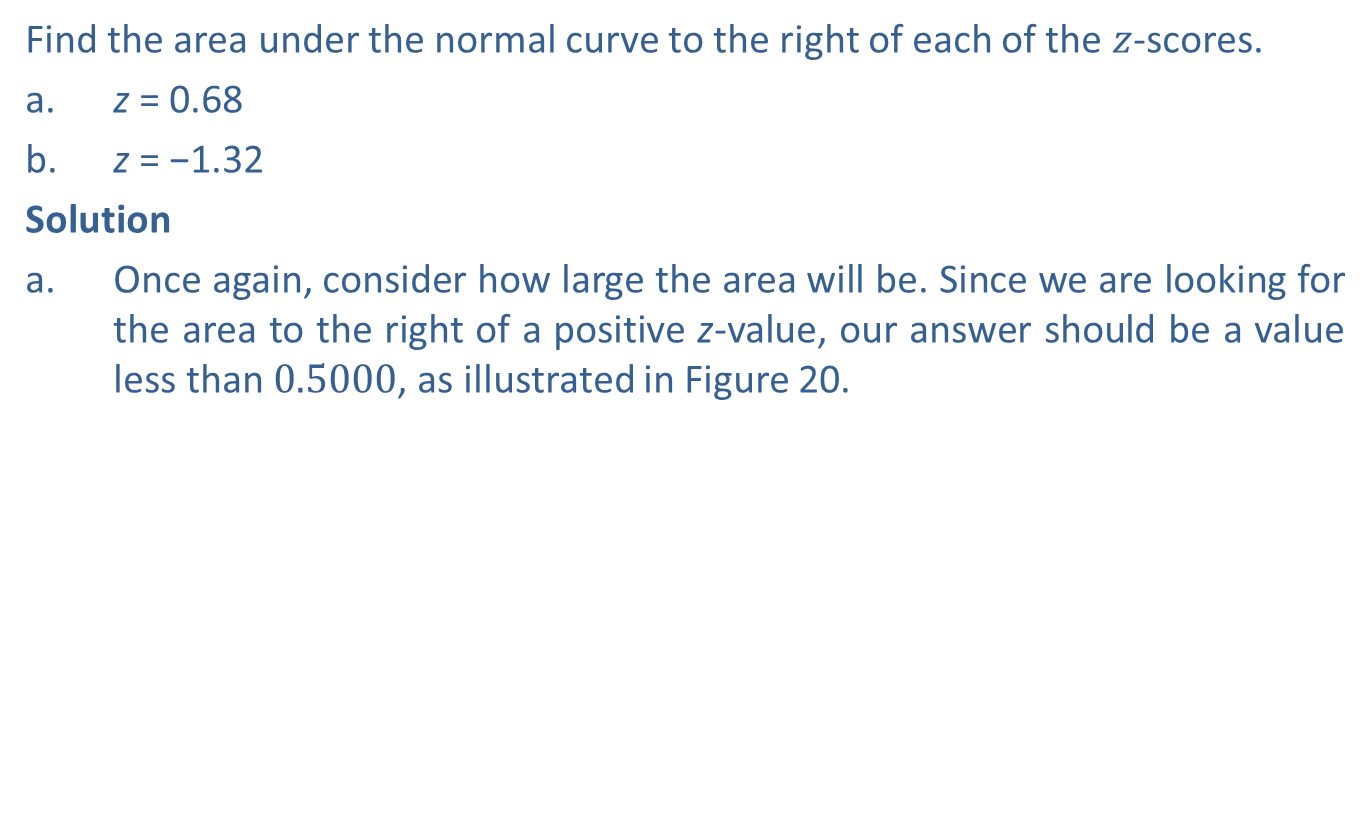 Find the area under the normal curve to the right of each of the z-scores.
a. z = 0.68
b. z = −1.32
Solution
a. Once again, consider how large the area will be. Since we are looking for
the area to the right of a positive z-value, our answer should be a value
less than 0.5000, as illustrated in Figure 20.